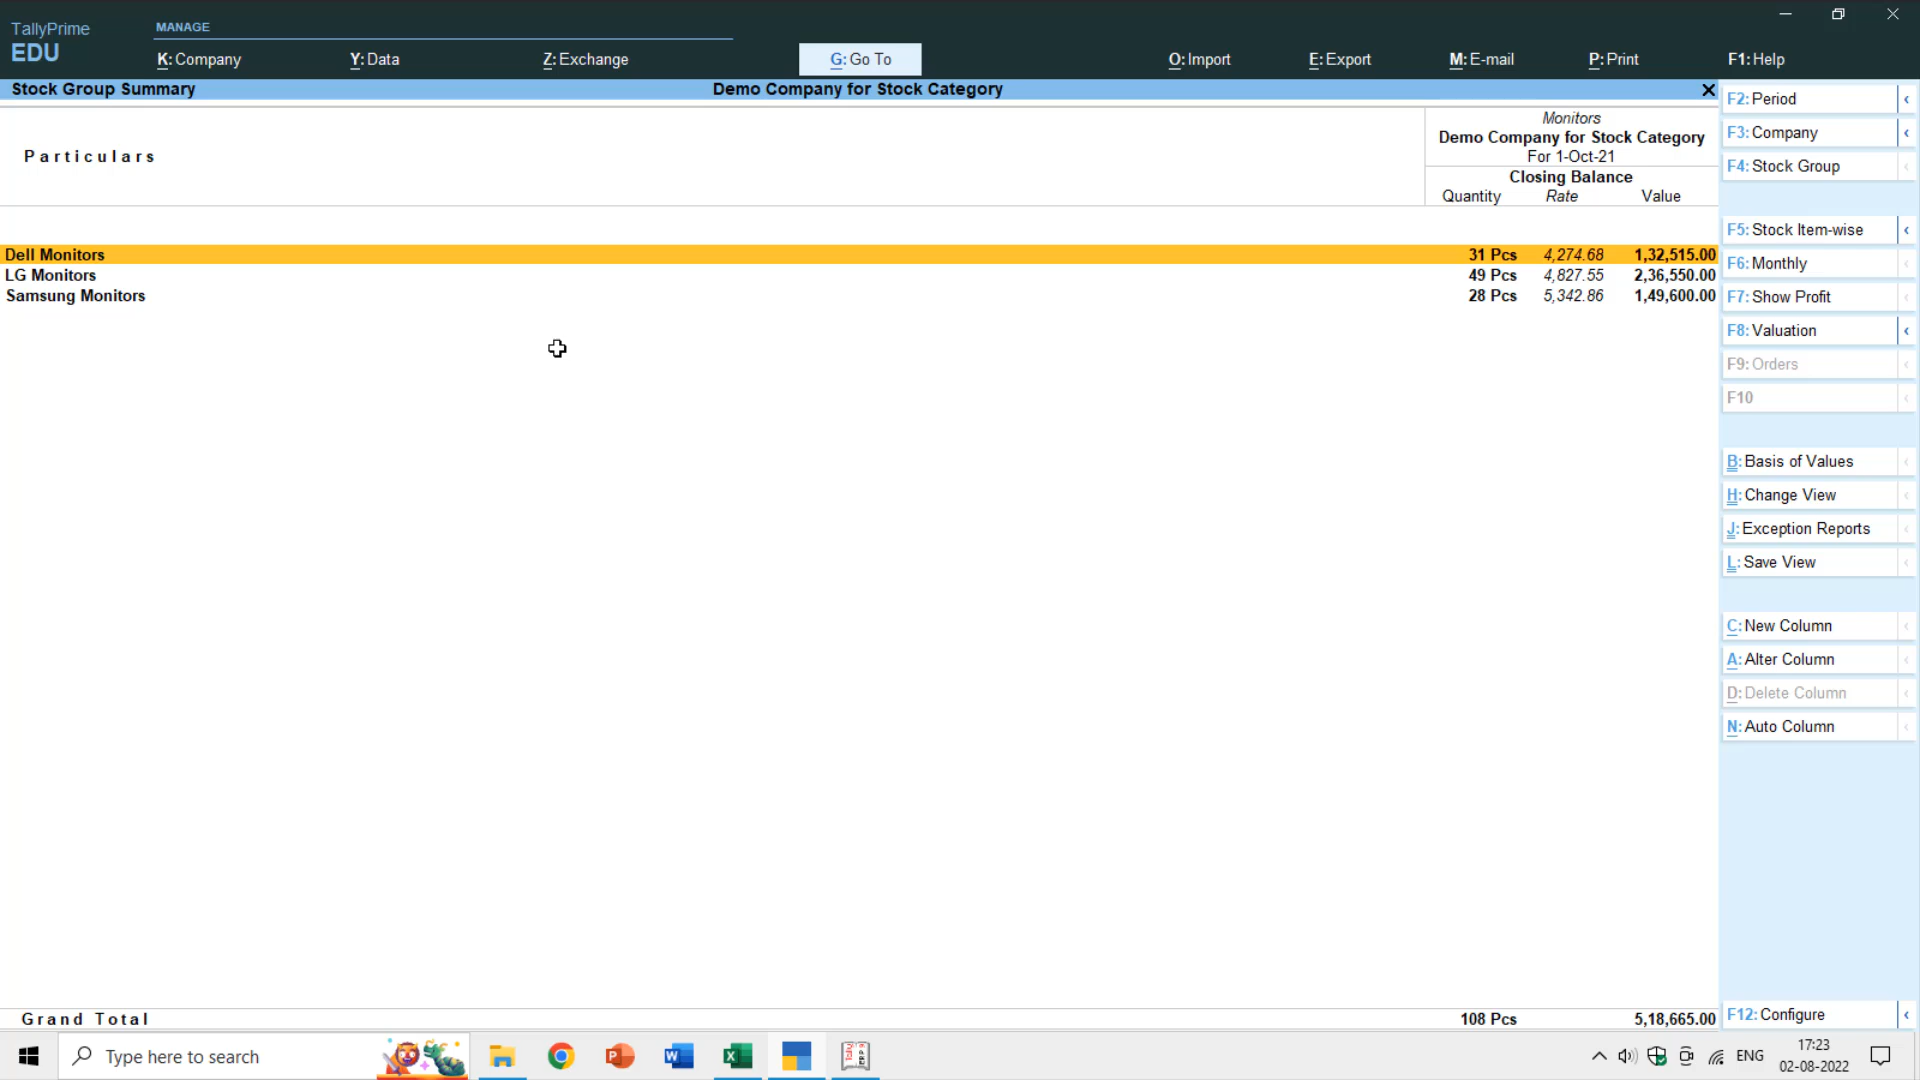 TallyPrime
EDU
MANAGE
K: Company
Y: Data
Z: Exchange
G: Go To
O: Import
E: Export
M: E-mail
P: Print
F1: Help
Stock Group Summary
Demo Company for Stock Category
Particulars
Monitors
Demo Company for Stock Category
For 1-Oct-21
Closing Balance
Quantity Rate Value
Dell Monitors 31 Pcs 4,274.68 1,32,515.00
LG Monitors 49 Pcs 4,827.55 2,36,550.00
Samsung Monitors 28 Pcs 5,342.86 1,49,600.00
Grand Total 108 Pcs 5,18,665.00
F2: Period
F3: Company
F4: Stock Group
F5: Stock Item-wise
F6: Monthly
F7: Show Profit
F8: Valuation
F9: Orders
F10
B: Basis of Values
H: Change View
J: Exception Reports
L: Save View
C: New Column
A: Alter Column
D: Delete Column
N: Auto Column
F12: Configure
Type here to search
ENG
17:23
02-08-2022